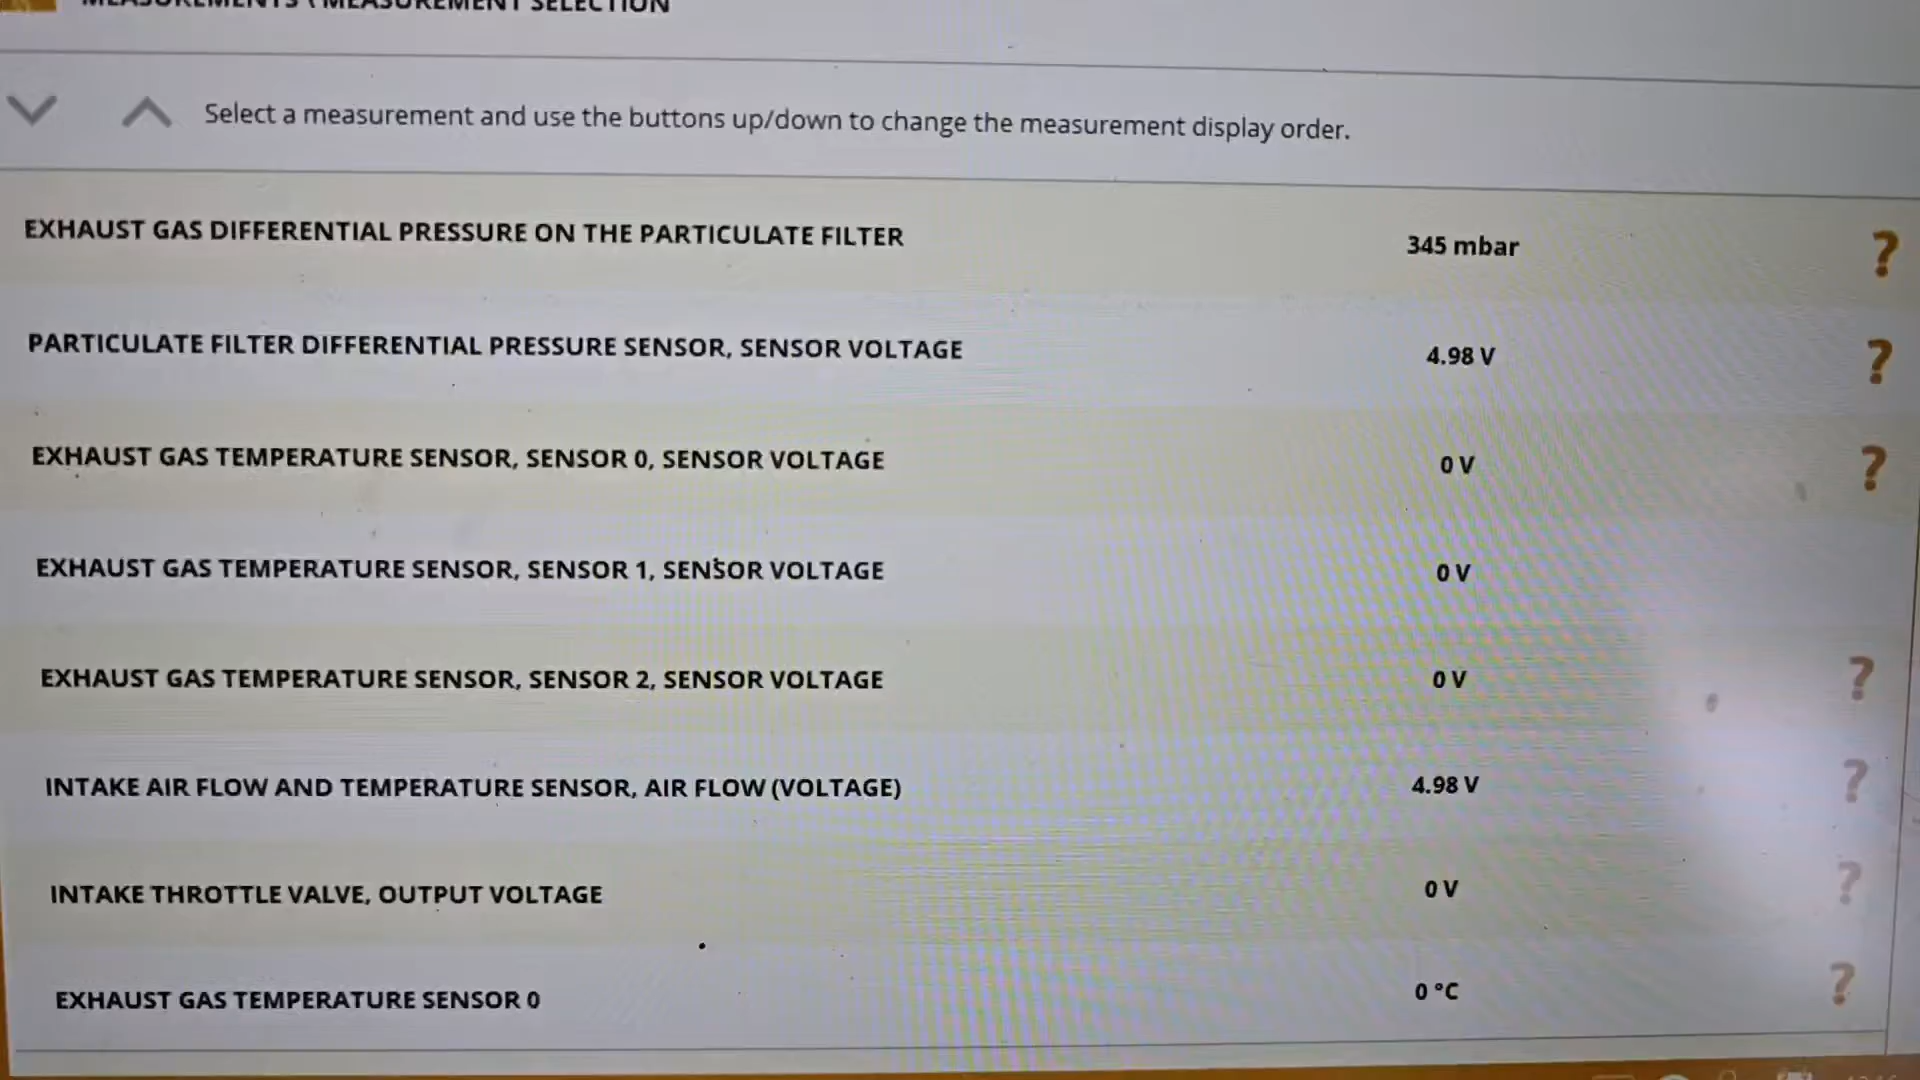 MEASUREMENTS \ MEASUREMENT SELECTION
Select a measurement and use the buttons up/down to change the measurement display order.
EXHAUST GAS DIFFERENTIAL PRESSURE ON THE PARTICULATE FILTER 345 mbar ?
PARTICULATE FILTER DIFFERENTIAL PRESSURE SENSOR, SENSOR VOLTAGE 4.98 V ?
EXHAUST GAS TEMPERATURE SENSOR, SENSOR 0, SENSOR VOLTAGE 0 V ?
EXHAUST GAS TEMPERATURE SENSOR, SENSOR 1, SENSOR VOLTAGE 0 V
EXHAUST GAS TEMPERATURE SENSOR, SENSOR 2, SENSOR VOLTAGE 0 V ?
INTAKE AIR FLOW AND TEMPERATURE SENSOR, AIR FLOW (VOLTAGE) 4.98 V ?
INTAKE THROTTLE VALVE, OUTPUT VOLTAGE 0 V ?
EXHAUST GAS TEMPERATURE SENSOR 0 0 °C ?